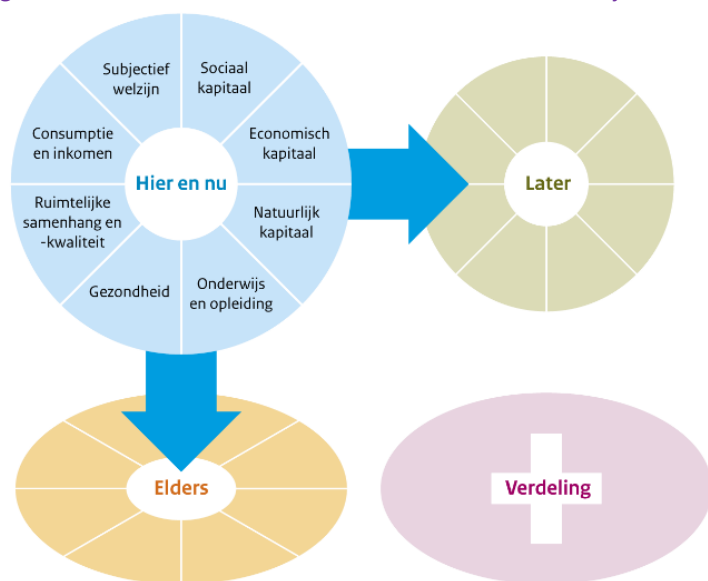 Subjectief
welzijn
Sociaal
kapitaal
Consumptie
en inkomen
Economisch
kapitaal
Hier en nu
Later
Ruimtelijke
samenhang en
-kwaliteit
Natuurlijk
kapitaal
Gezondheid
Onderwijs
en opleiding
Elders
Verdeling